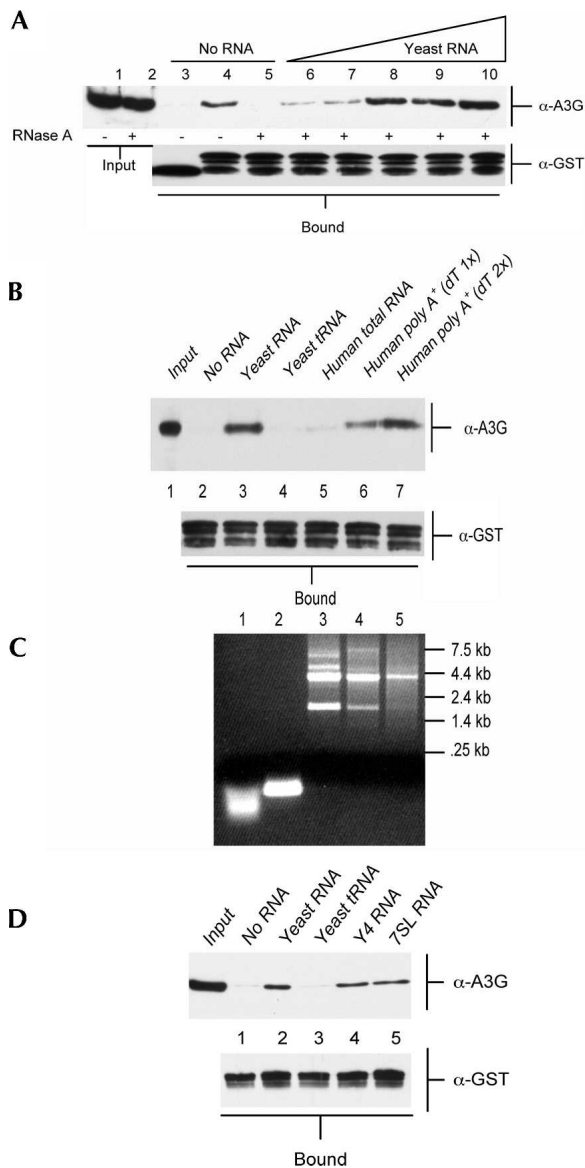 A
No RNA
Yeast RNA
1 2 3 4 5 6 7 8 9 10
α-A3G
RNase A - + - - + + + + + +
Input
α-GST
Bound
B
Input
No RNA
Yeast RNA
Yeast tRNA
Human total RNA
Human poly A+ (dT 1x)
Human poly A+ (dT 2x)
α-A3G
1 2 3 4 5 6 7
α-GST
Bound
C
1 2 3 4 5
7.5 kb
4.4 kb
2.4 kb
1.4 kb
.25 kb
D
Input
No RNA
Yeast RNA
Yeast tRNA
Y4 RNA
7SL RNA
α-A3G
1 2 3 4 5
α-GST
Bound